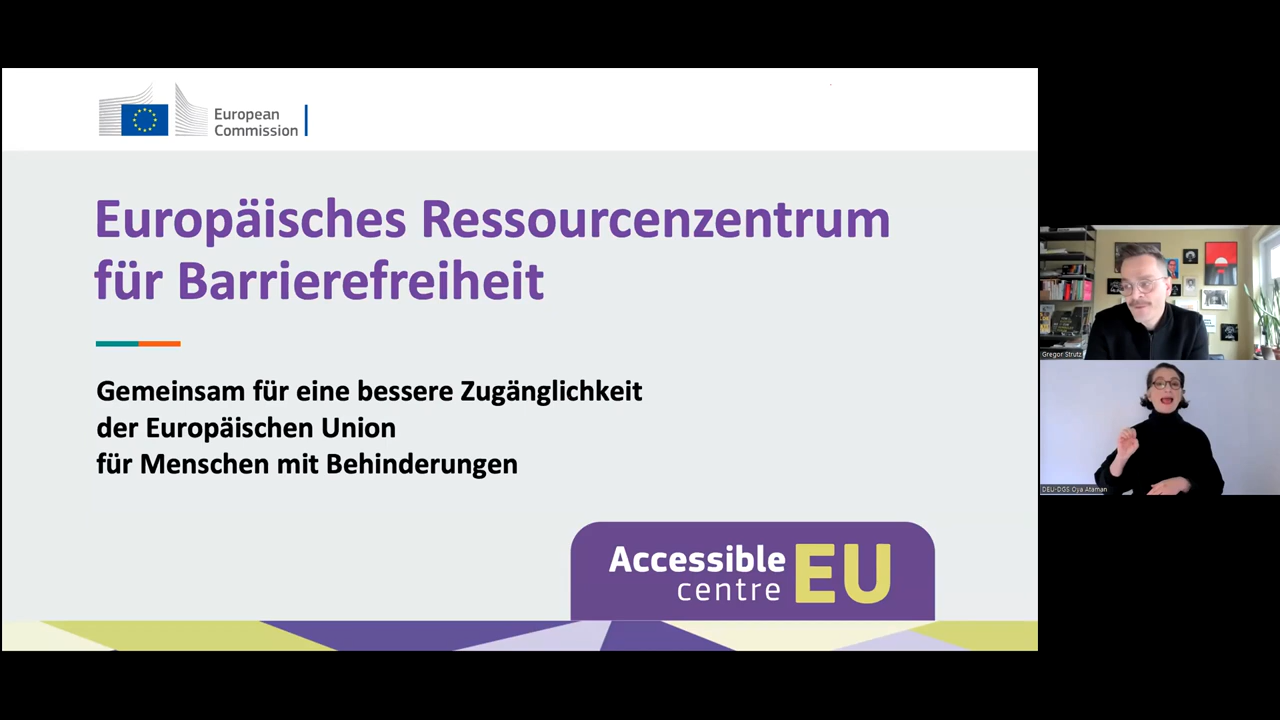 European
Commission
Europäisches Ressourcenzentrum
für Barrierefreiheit
Gemeinsam für eine bessere Zugänglichkeit
der Europäischen Union
für Menschen mit Behinderungen
Accessible
centre
EU
Gregor Strutz
DEU-DGS Oya Ataman